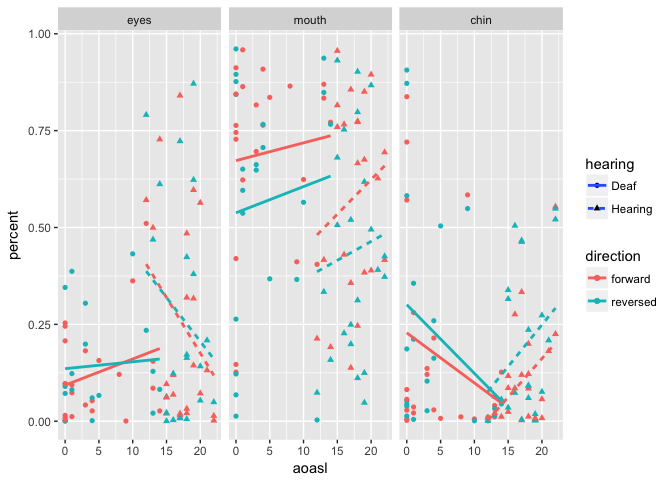 eyes mouth chin
1.00
0.75
0.50
0.25
0.00
percent
0 5 10 15 20 0 5 10 15 20 0 5 10 15 20
aoasl
hearing
Deaf
Hearing
direction
forward
reversed